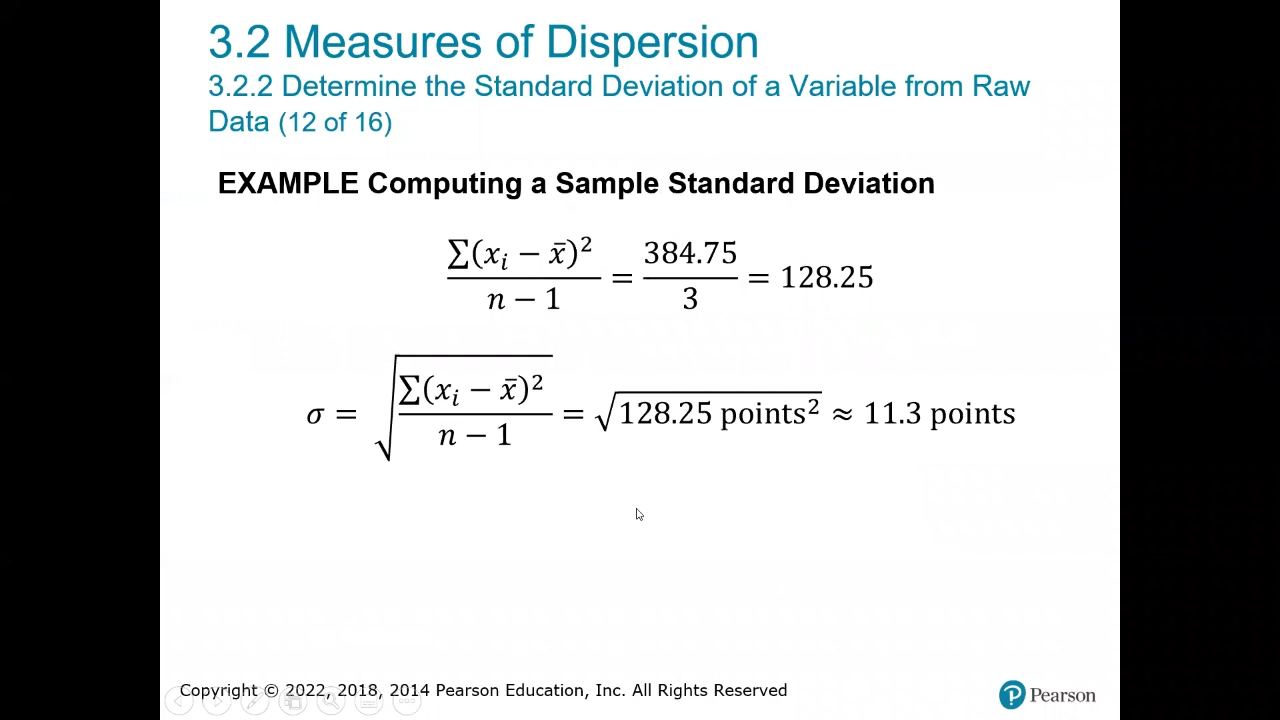 3.2 Measures of Dispersion
3.2.2 Determine the Standard Deviation of a Variable from Raw
Data (12 of 16)
EXAMPLE Computing a Sample Standard Deviation
∑(xᵢ − x̄)² / n − 1 = 384.75 / 3 = 128.25
σ = √(∑(xᵢ − x̄)² / n − 1) = √128.25 points² ≈ 11.3 points
Copyright © 2022, 2018, 2014 Pearson Education, Inc. All Rights Reserved
P Pearson